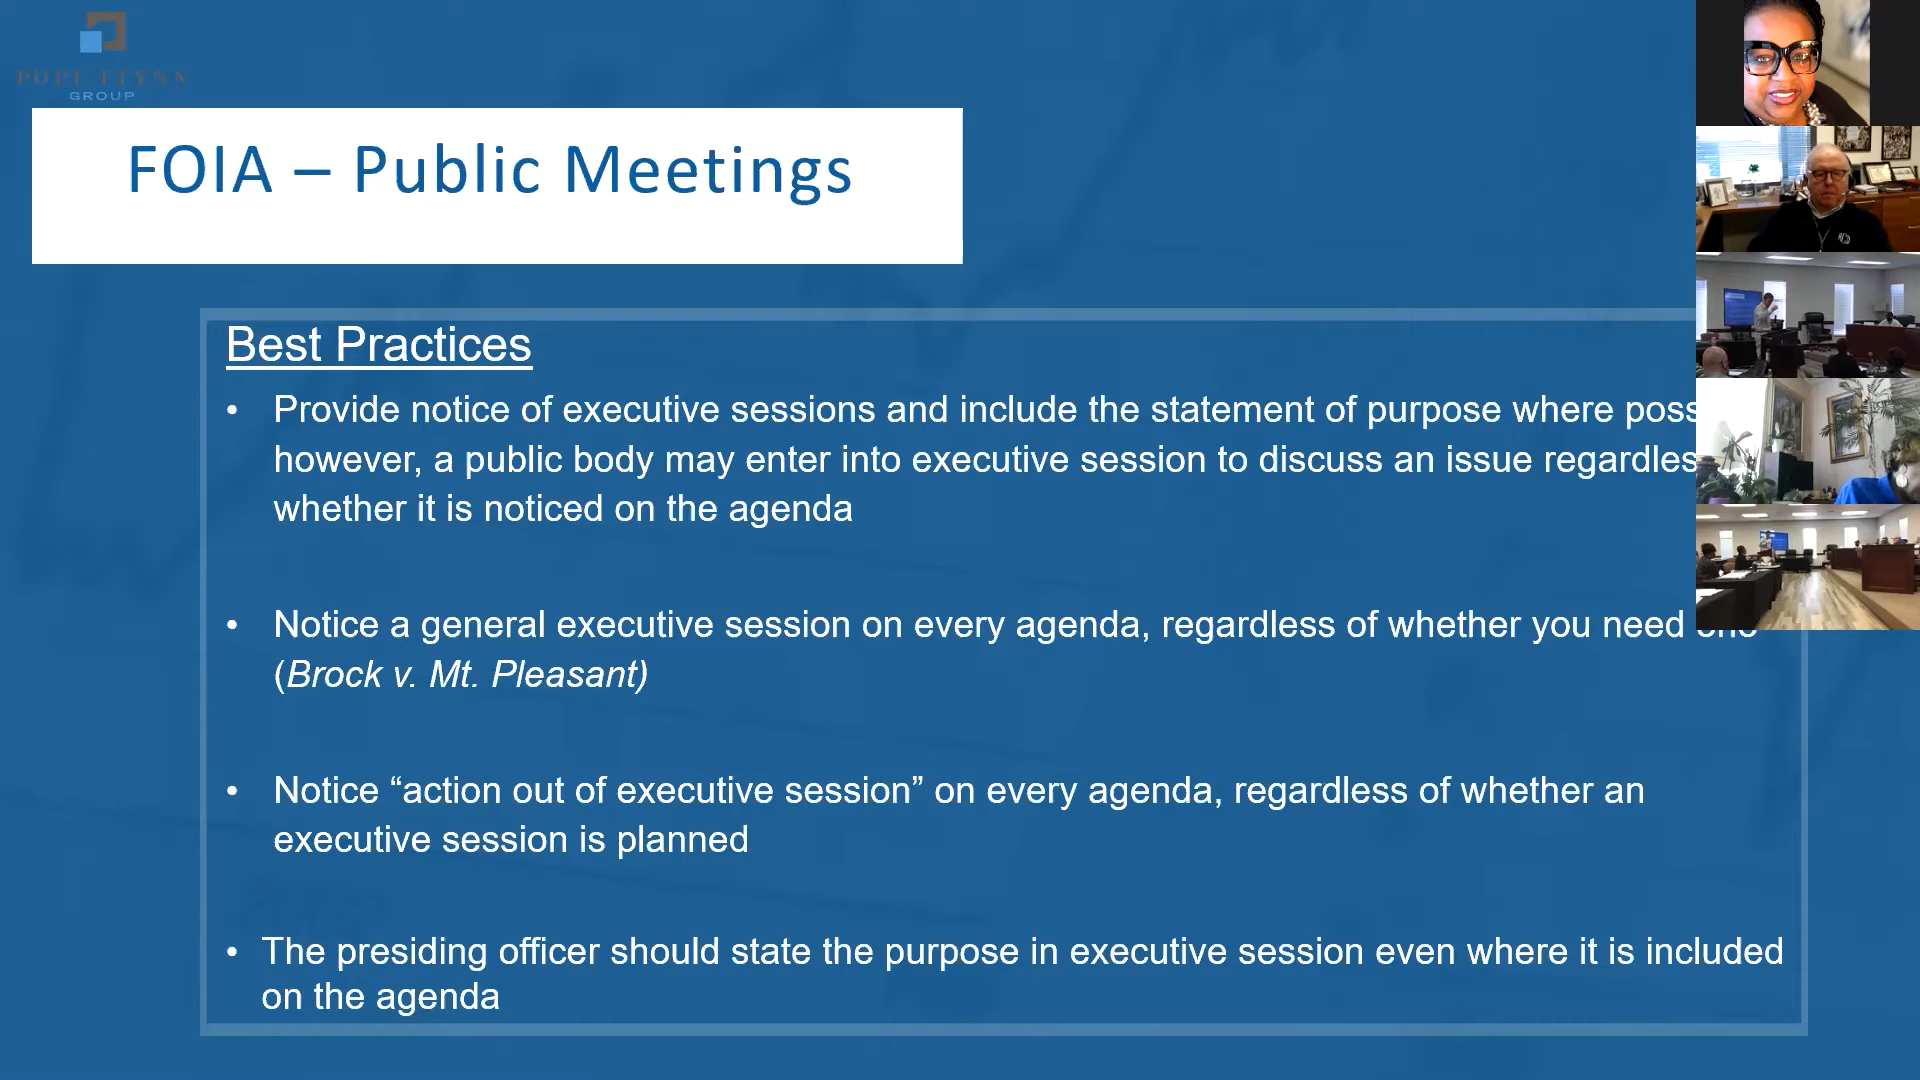 POPE FLYNN
GROUP
FOIA – Public Meetings
Best Practices
• Provide notice of executive sessions and include the statement of purpose where poss
however, a public body may enter into executive session to discuss an issue regardles
whether it is noticed on the agenda
• Notice a general executive session on every agenda, regardless of whether you need one
(Brock v. Mt. Pleasant)
• Notice “action out of executive session” on every agenda, regardless of whether an
executive session is planned
• The presiding officer should state the purpose in executive session even where it is included
on the agenda